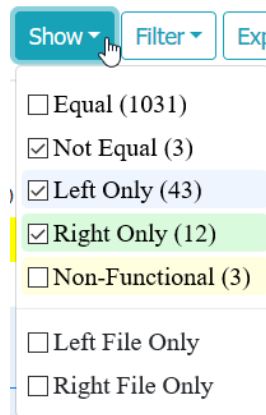 Show Filter Exp
Equal (1031)
Not Equal (3)
Left Only (43)
Right Only (12)
Non-Functional (3)
Left File Only
Right File Only